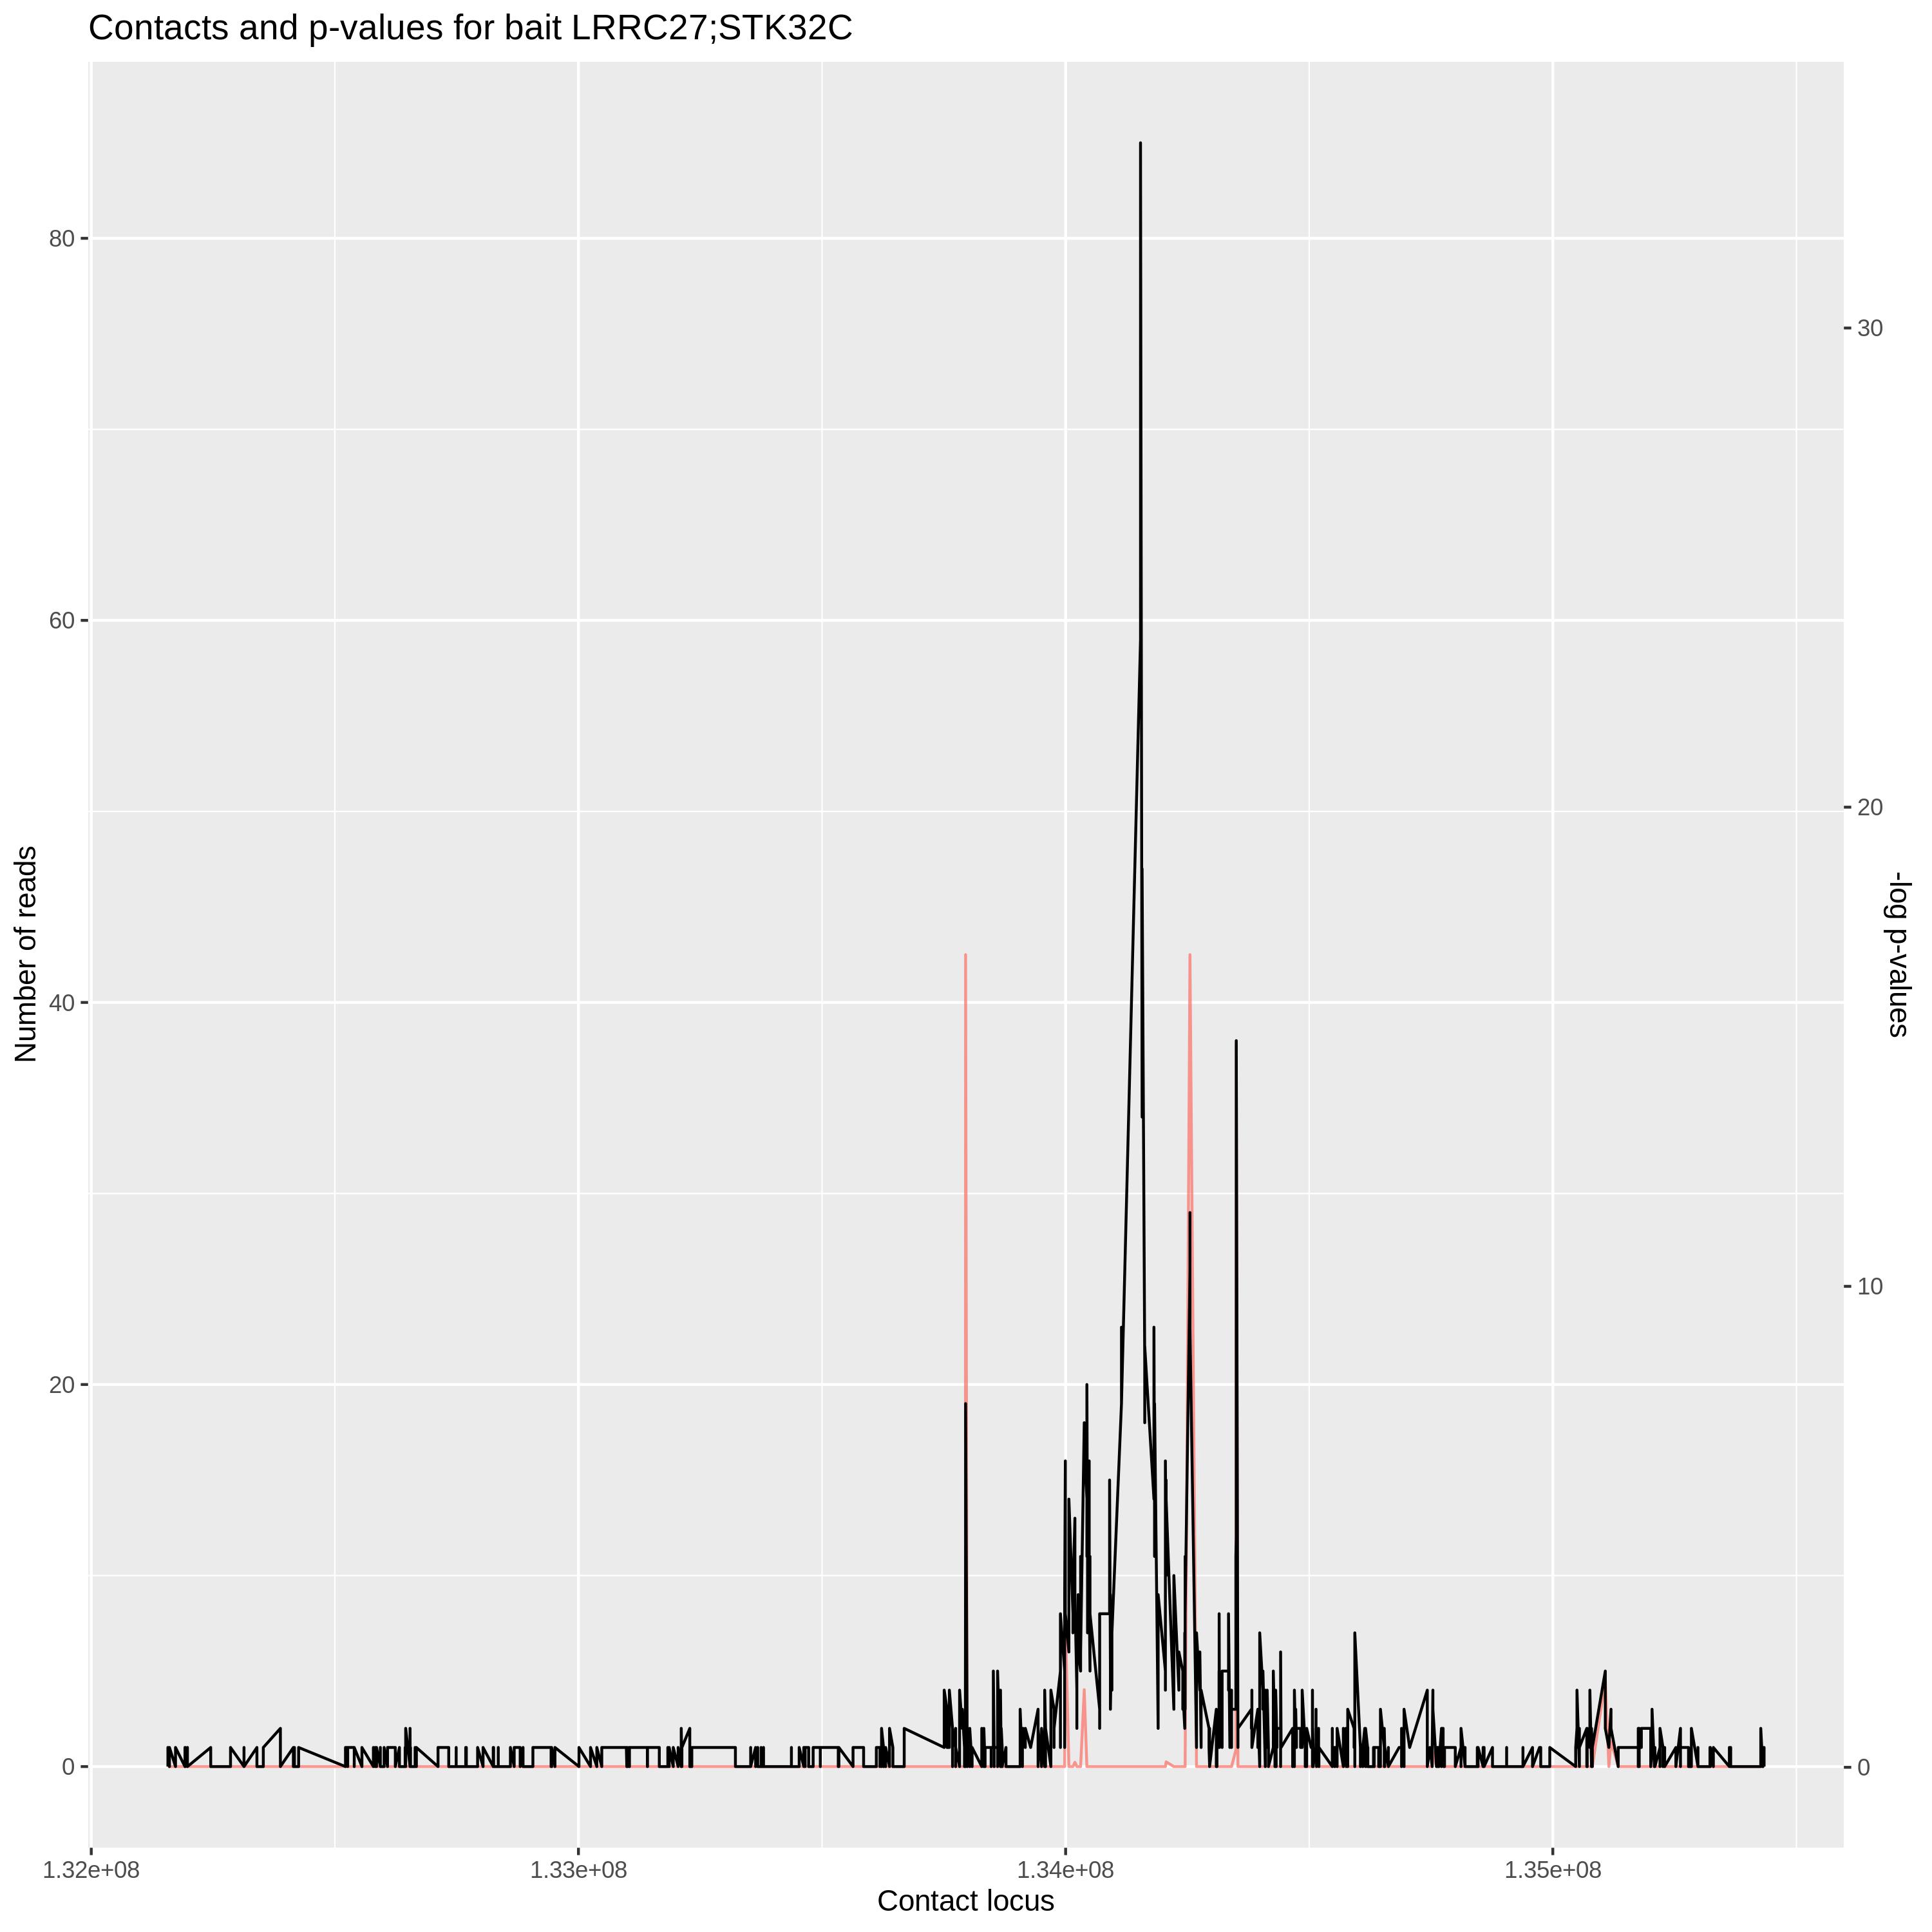 Contacts and p-values for bait LRRC27;STK32C
80
60
40
20
0
Number of reads
30
20
10
0
-log p-values
1.32e+08 1.33e+08 1.34e+08 1.35e+08
Contact locus